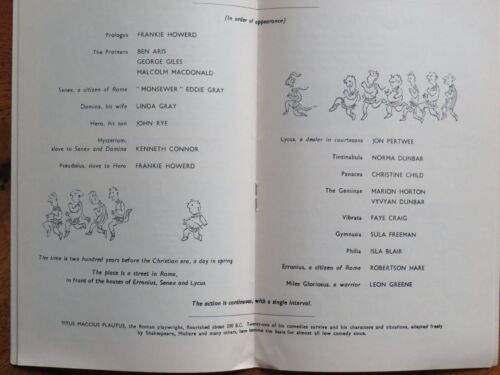 (In order of appearance)
Prologus FRANKIE HOWERD
The Proteans BEN ARIS
GEORGE GILES
MALCOLM MACDONALD
Senex, a citizen of Rome "MONSEWER" EDDIE GRAY
Domina, his wife LINDA GRAY
Hero, his son JOHN RYE
Hysterium,
slave to Senex and Domina KENNETH CONNOR
Pseudolus, slave to Hero FRANKIE HOWERD
The time is two hundred years before the Christian era, a day in spring
The place is a street in Rome,
in front of the houses of Erronius, Senex and Lycus
Lycus, a dealer in courtesans JON PERTWEE
Tintinabula NORMA DUNBAR
Panacea CHRISTINE CHILD
The Geminae MARION HORTON
VYVYAN DUNBAR
Vibrata FAYE CRAIG
Gymnasia SULA FREEMAN
Philia ISLA BLAIR
Erronius, a citizen of Rome ROBERTSON HARE
Miles Gloriosus, a warrior LEON GREENE
The action is continuous, with a single interval.
TITUS MACCIUS PLAUTUS, the Roman playwright, flourished about 200 B.C. Twenty-one of his comedies survive and his characters and situations, adapted freely
by Shakespeare, Moliere and many others, have become the basis for almost all low comedy since.